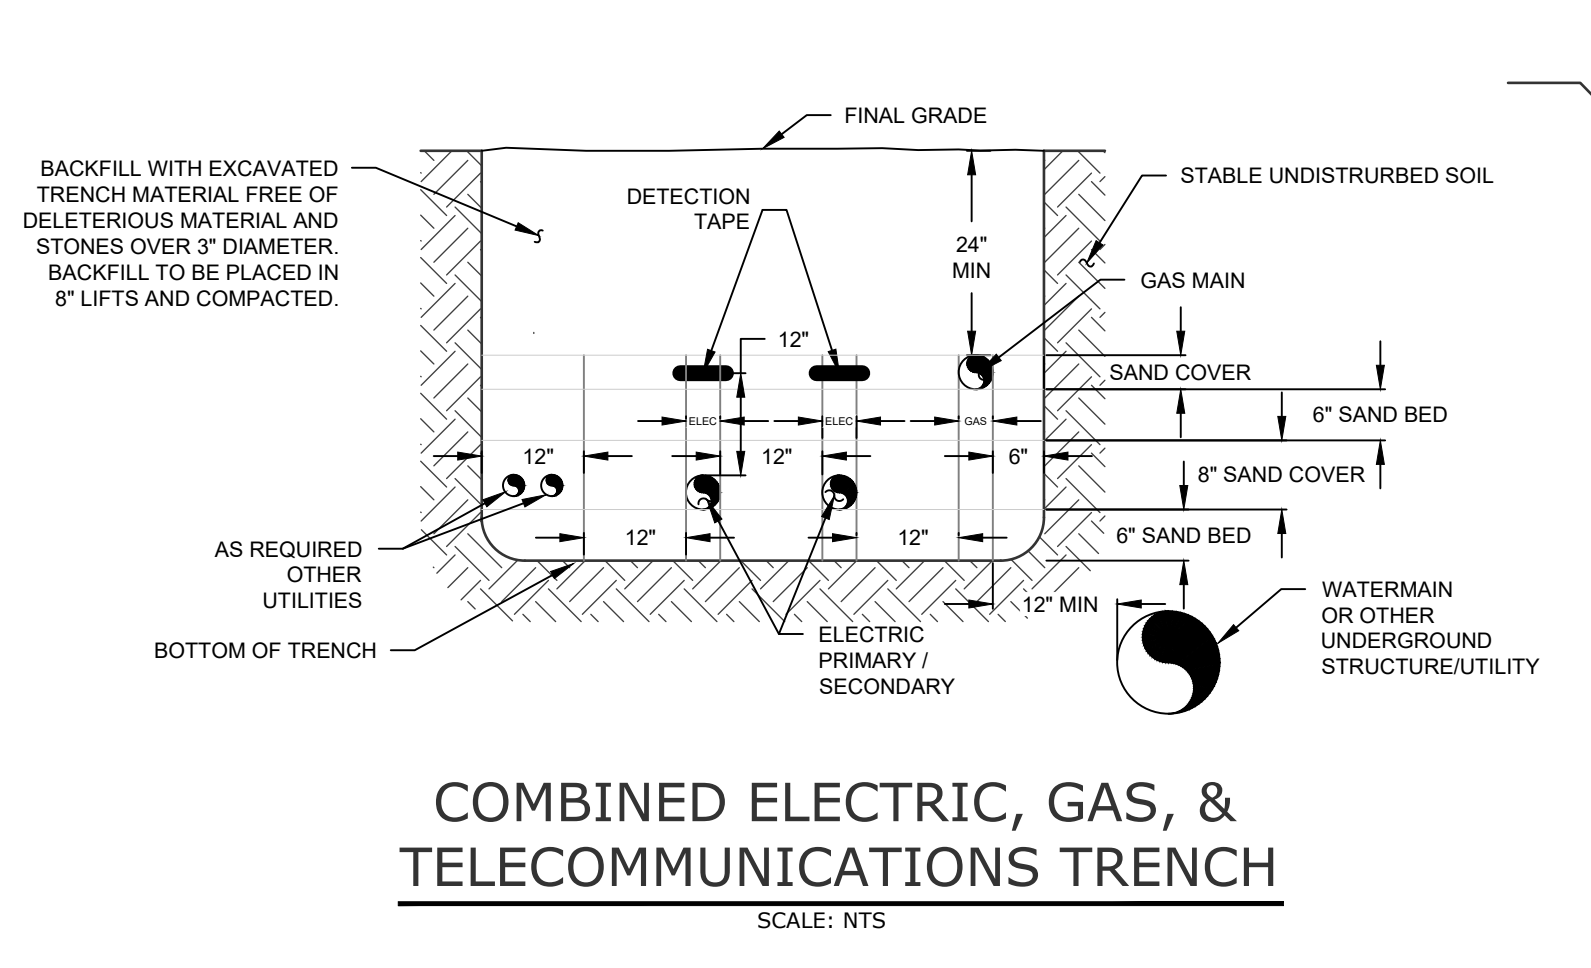 FINAL GRADE
BACKFILL WITH EXCAVATED
TRENCH MATERIAL FREE OF
DELETERIOUS MATERIAL AND
STONES OVER 3" DIAMETER.
BACKFILL TO BE PLACED IN
8" LIFTS AND COMPACTED.
DETECTION
TAPE
STABLE UNDISTRURBED SOIL
24"
MIN
GAS MAIN
12"
SAND COVER
6" SAND BED
ELEC
ELEC
GAS
12"
12"
6"
8" SAND COVER
12"
12"
6" SAND BED
AS REQUIRED
OTHER
UTILITIES
12" MIN
WATERMAIN
OR OTHER
UNDERGROUND
STRUCTURE/UTILITY
BOTTOM OF TRENCH
ELECTRIC
PRIMARY /
SECONDARY
COMBINED ELECTRIC, GAS, &
TELECOMMUNICATIONS TRENCH
SCALE: NTS